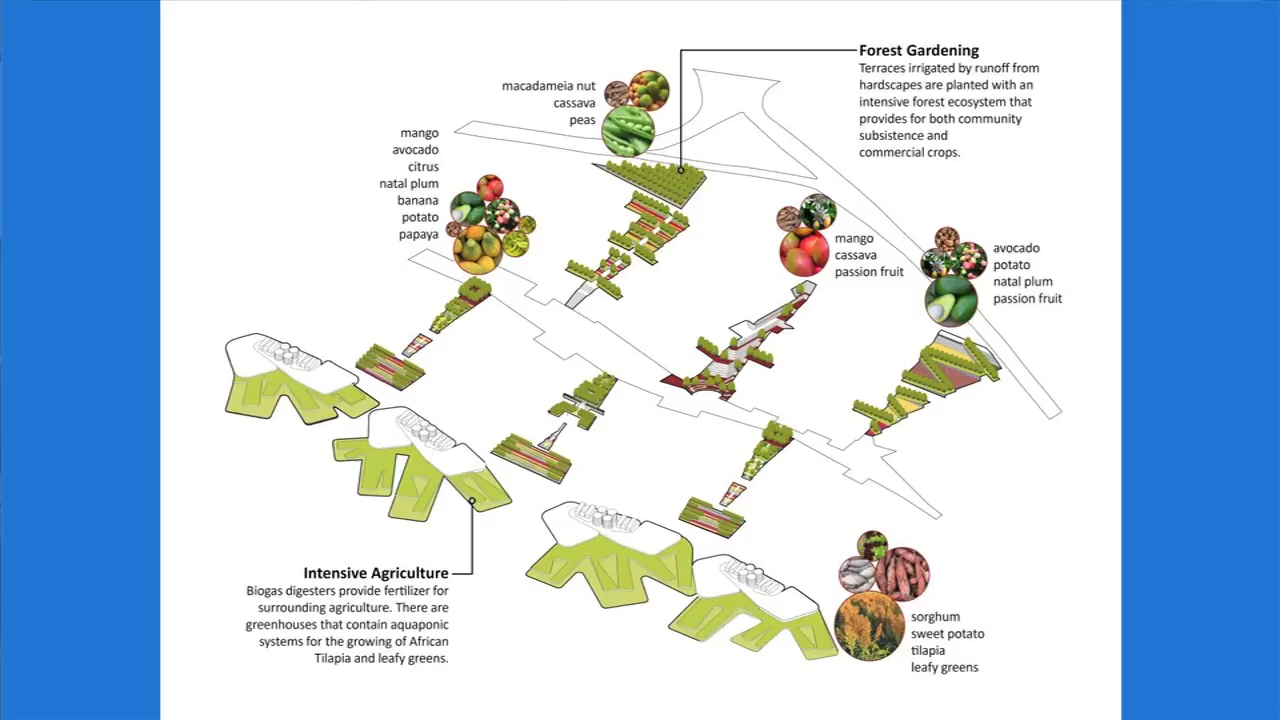 Forest Gardening
Terraces irrigated by runoff from
hardscapes are planted with an
intensive forest ecosystem that
provides for both community
subsistence and
commercial crops.
macadameia nut
cassava
peas
mango
avocado
citrus
natal plum
banana
potato
papaya
mango
cassava
passion fruit
avocado
potato
natal plum
passion fruit
Intensive Agriculture
Biogas digesters provide fertilizer for
surrounding agriculture. There are
greenhouses that contain aquaponic
systems for the growing of African
Tilapia and leafy greens.
sorghum
sweet potato
tilapia
leafy greens